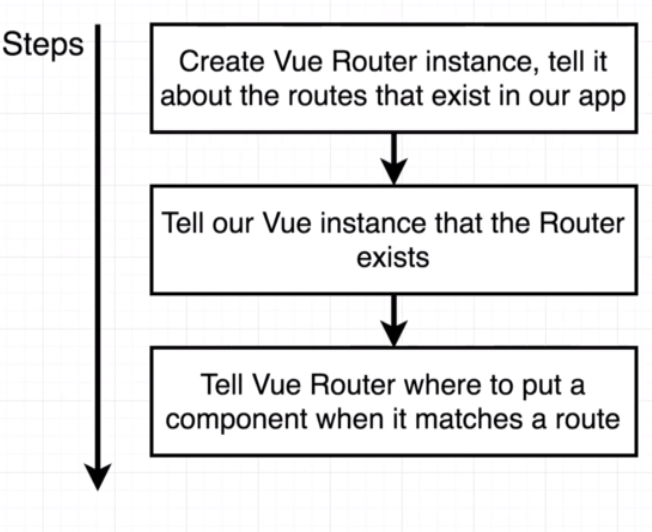 Steps
Create Vue Router instance, tell it
about the routes that exist in our app
Tell our Vue instance that the Router
exists
Tell Vue Router where to put a
component when it matches a route